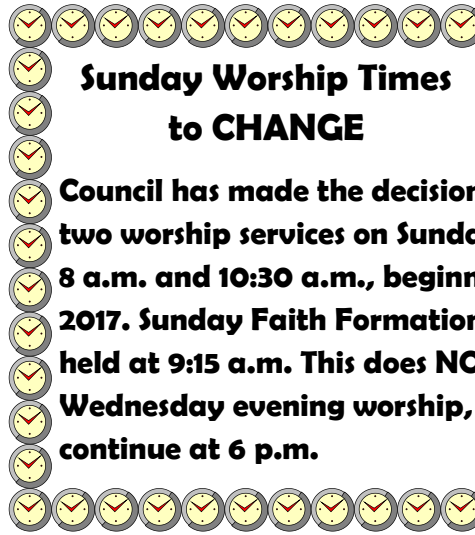 Sunday Worship Times
to CHANGE
Council has made the decision
two worship services on
8 a.m. and 10:30 a.m.,
2017. Sunday Faith Formation
held at 9:15 a.m. This does
Wednesday evening worship,
continue at 6 p.m.